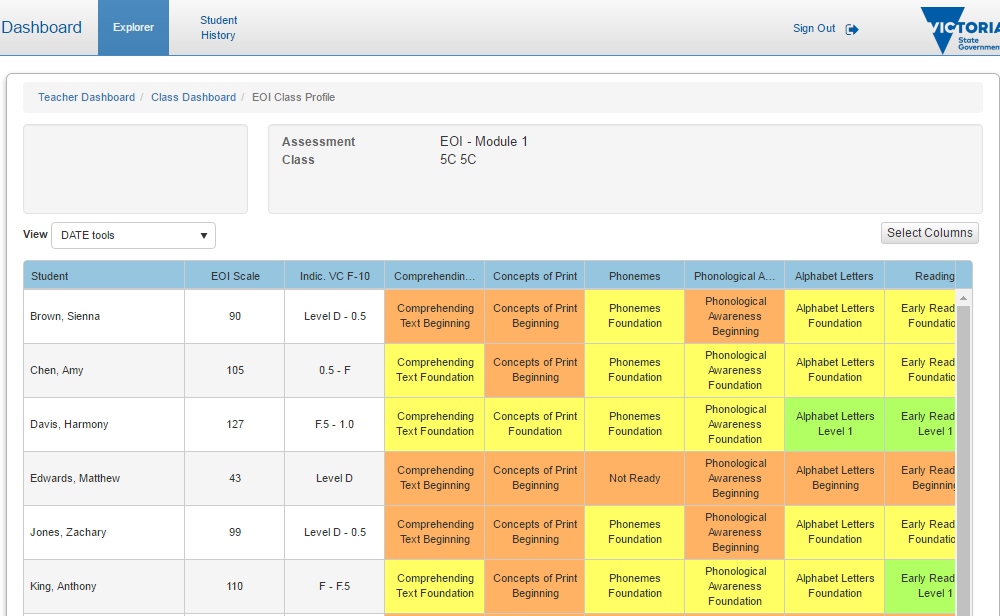 Dashboard
Explorer
Student
History
Sign Out
VICTORIA
State
Government
Teacher Dashboard / Class Dashboard / EOI Class Profile
Assessment EOI - Module 1
Class 5C 5C
View DATE tools Select Columns
Student EOI Scale Indic. VC F-10 Comprehendin... Concepts of Print Phonemes Phonological A... Alphabet Letters Reading
Brown, Sienna 90 Level D - 0.5
Comprehending
Text Beginning
Concepts of Print
Beginning
Phonemes
Foundation
Phonological
Awareness
Beginning
Alphabet Letters
Foundation
Early Read
Foundatio
Chen, Amy 105 0.5 - F
Comprehending
Text Foundation
Concepts of Print
Beginning
Phonemes
Foundation
Phonological
Awareness
Foundation
Alphabet Letters
Foundation
Early Read
Foundatio
Davis, Harmony 127 F.5 - 1.0
Comprehending
Text Foundation
Concepts of Print
Foundation
Phonemes
Foundation
Phonological
Awareness
Foundation
Alphabet Letters
Level 1
Early Read
Level 1
Edwards, Matthew 43 Level D
Comprehending
Text Beginning
Concepts of Print
Beginning
Not Ready
Phonological
Awareness
Beginning
Alphabet Letters
Beginning
Early Read
Beginning
Jones, Zachary 99 Level D - 0.5
Comprehending
Text Beginning
Concepts of Print
Beginning
Phonemes
Foundation
Phonological
Awareness
Beginning
Alphabet Letters
Foundation
Early Read
Foundatio
King, Anthony 110 F - F.5
Comprehending
Text Foundation
Concepts of Print
Beginning
Phonemes
Foundation
Phonological
Awareness
Foundation
Alphabet Letters
Foundation
Early Read
Level 1